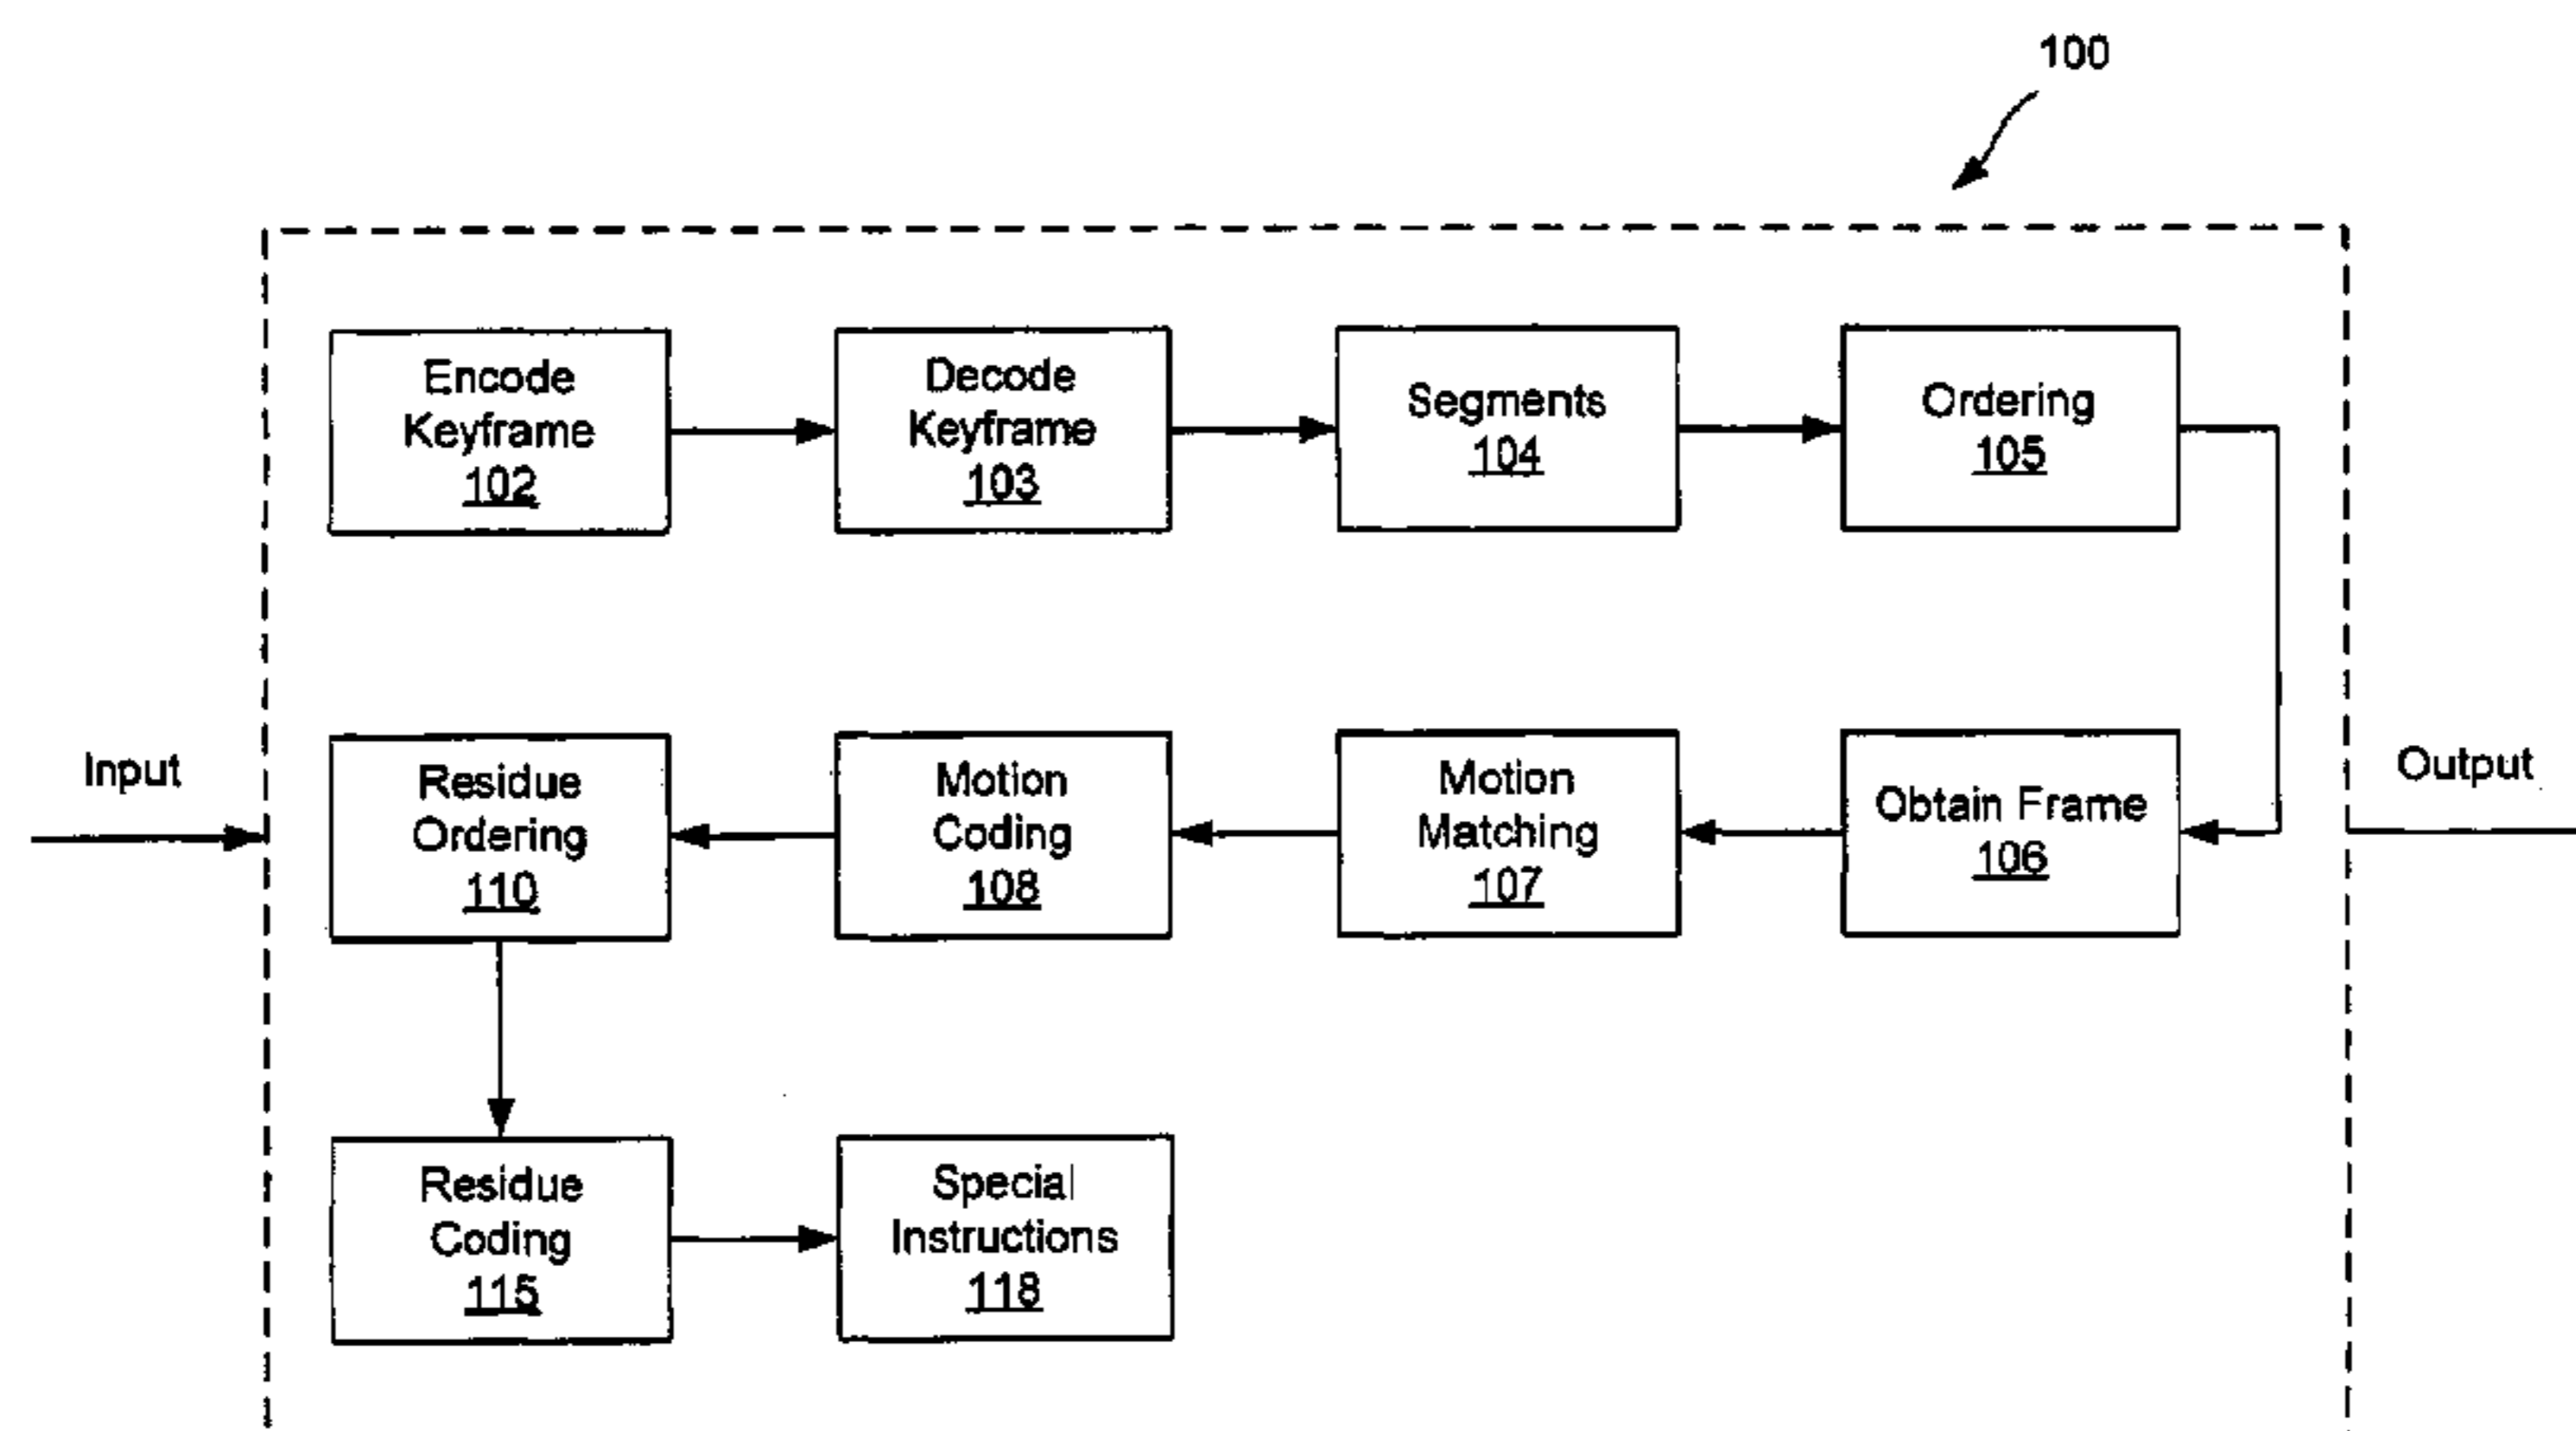 100
Encode
Keyframe
102
Decode
Keyframe
103
Segments
104
Ordering
105
Input
Residue
Ordering
110
Motion
Coding
108
Motion
Matching
107
Obtain Frame
106
Output
Residue
Coding
115
Special
Instructions
118